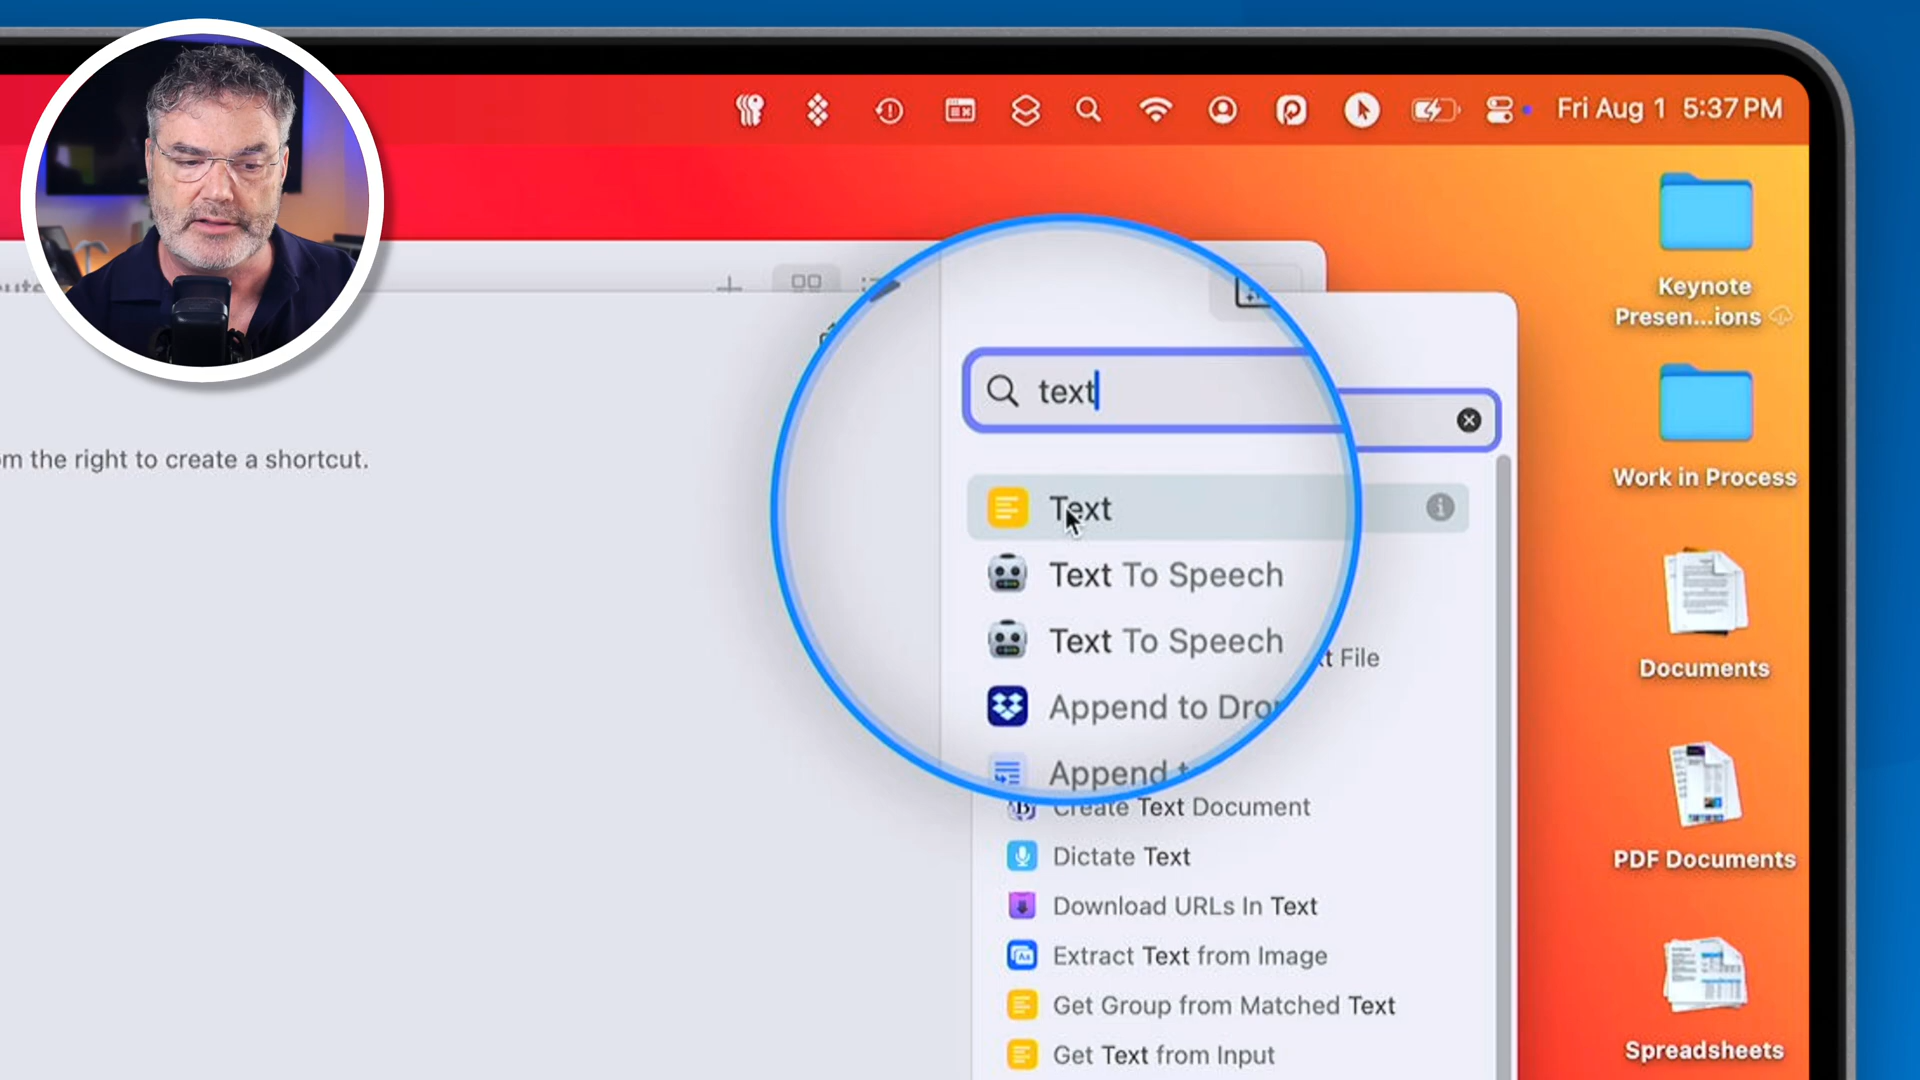 Fri Aug 1 5:37 PM
Keynote
Presen...ions
text
om the right to create a shortcut.
Work in Process
Text
Text To Speech
Text To Speech
t File
Append to Dro
Append t
Documents
Create Text Document
Dictate Text
PDF Documents
Download URLs In Text
Extract Text from Image
Get Group from Matched Text
Get Text from Input
Spreadsheets